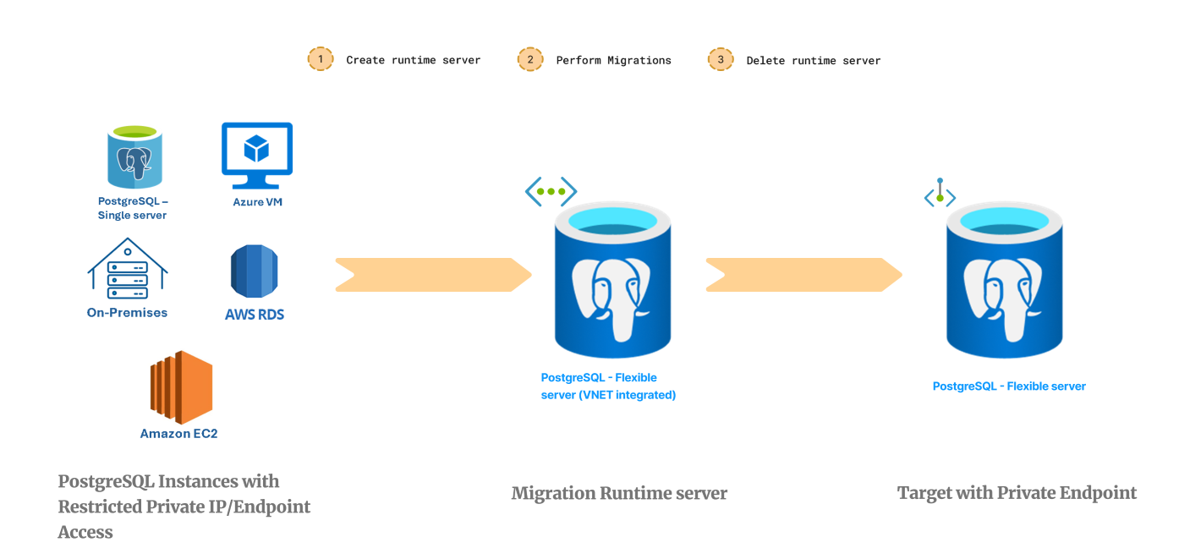 1 Create runtime server 2 Perform Migrations 3 Delete runtime server
PostgreSQL –
Single server
Azure VM
On-Premises
AWS RDS
Amazon EC2
PostgreSQL - Flexible
server (VNET integrated)
PostgreSQL - Flexible server
PostgreSQL Instances with
Restricted Private IP/Endpoint
Access
Migration Runtime server
Target with Private Endpoint